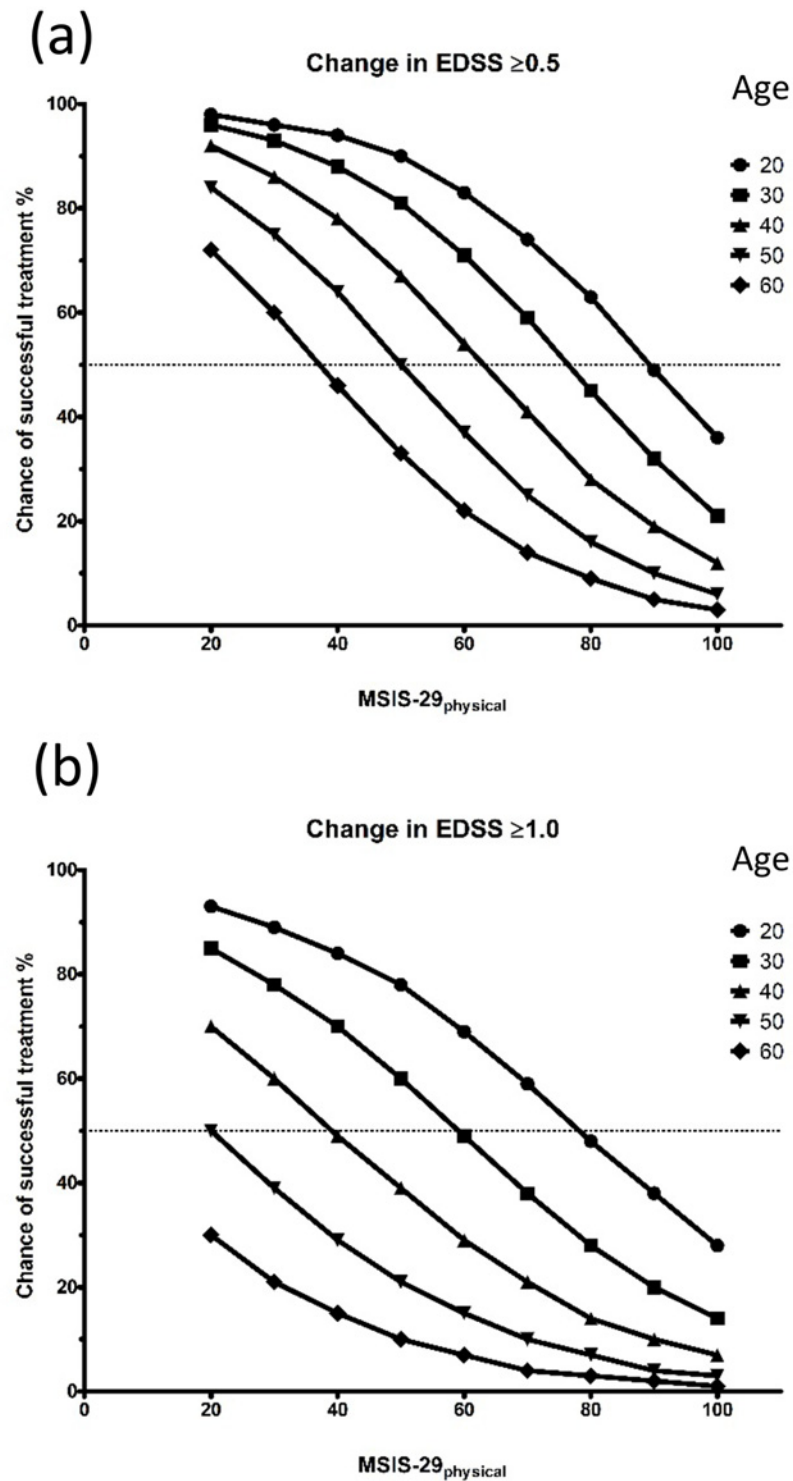 (a)
Change in EDSS ≥0.5
Age
20
30
40
50
60
Chance of successful treatment %
100
80
60
40
20
0
0 20 40 60 80 100
MSIS-29physical
(b)
Change in EDSS ≥1.0
Age
20
30
40
50
60
Chance of successful treatment %
100
80
60
40
20
0
0 20 40 60 80 100
MSIS-29physical